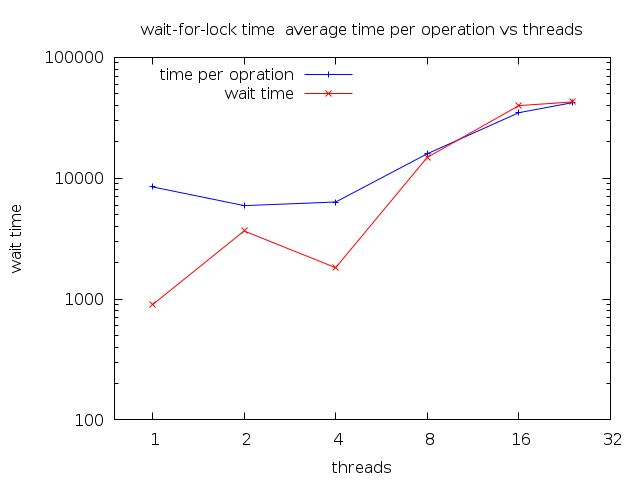 wait-for-lock time  average time per operation vs threads
100000
10000
1000
100
wait time
time per opration
wait time
1 2 4 8 16 32
threads